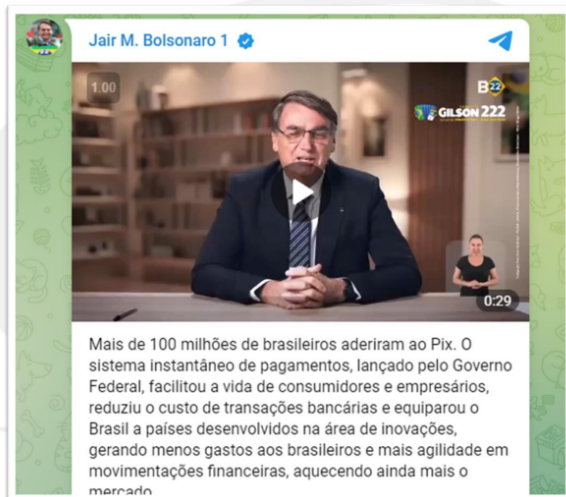 Jair M. Bolsonaro 1
1.00
B22
GILSON 222
0:29
Mais de 100 milhões de brasileiros aderiram ao Pix. O
sistema instantâneo de pagamentos, lançado pelo Governo
Federal, facilitou a vida de consumidores e empresários,
reduziu o custo de transações bancárias e equiparou o
Brasil a países desenvolvidos na área de inovações,
gerando menos gastos aos brasileiros e mais agilidade em
movimentações financeiras, aquecendo ainda mais o
mercado